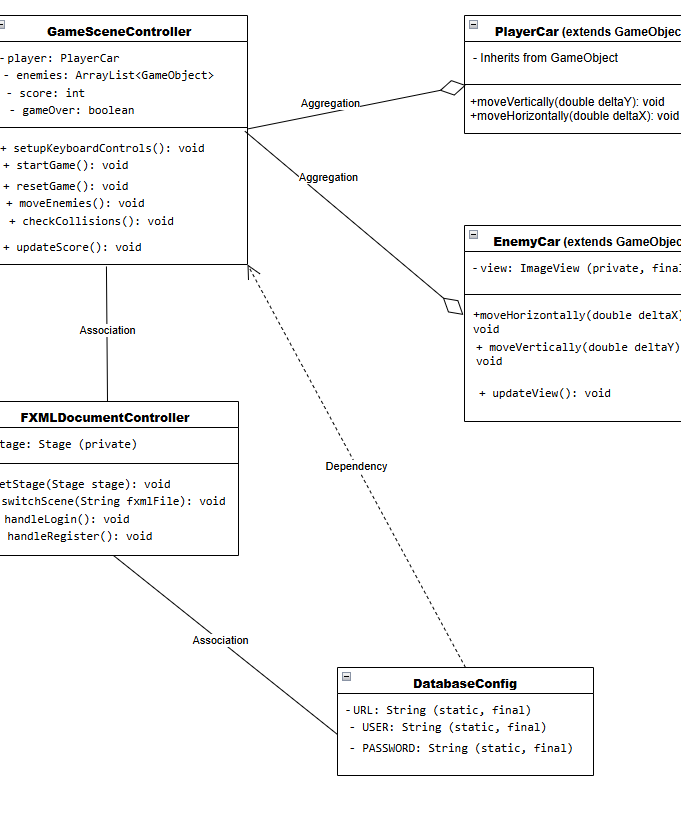 GameSceneController
- player: PlayerCar
- enemies: ArrayList<GameObject>
- score: int
- gameOver: boolean
+ setupKeyboardControls(): void
+ startGame(): void
+ resetGame(): void
+ moveEnemies(): void
+ checkCollisions(): void
+ updateScore(): void
Aggregation
Aggregation
PlayerCar (extends GameObjec
- Inherits from GameObject
+moveVertically(double deltaY): void
+moveHorizontally(double deltaX): void
EnemyCar (extends GameObjec
- view: ImageView (private, final
+moveHorizontally(double deltaX)
void
+ moveVertically(double deltaY)
void
+ updateView(): void
Association
FXMLDocumentController
tage: Stage (private)
etStage(Stage stage): void
switchScene(String fxmlFile): void
handleLogin(): void
handleRegister(): void
Dependency
Association
DatabaseConfig
- URL: String (static, final)
- USER: String (static, final)
- PASSWORD: String (static, final)